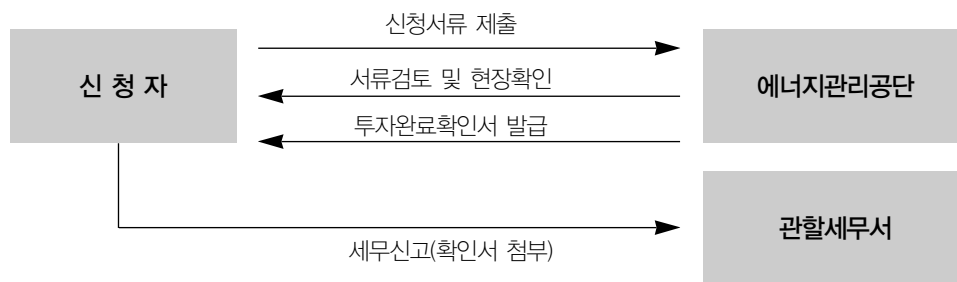 신청서류 제출
신 청 자
서류검토 및 현장확인
에너지관리공단
투자완료확인서 발급
관할세무서
세무신고(확인서 첨부)